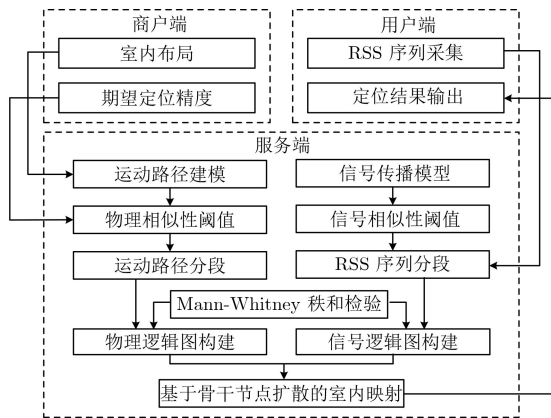 商户端
室内布局
期望定位精度
用户端
RSS 序列采集
定位结果输出
服务端
运动路径建模
信号传播模型
物理相似性阈值
信号相似性阈值
运动路径分段
RSS 序列分段
Mann-Whitney 秩和检验
物理逻辑图构建
信号逻辑图构建
基于骨干节点扩散的室内映射